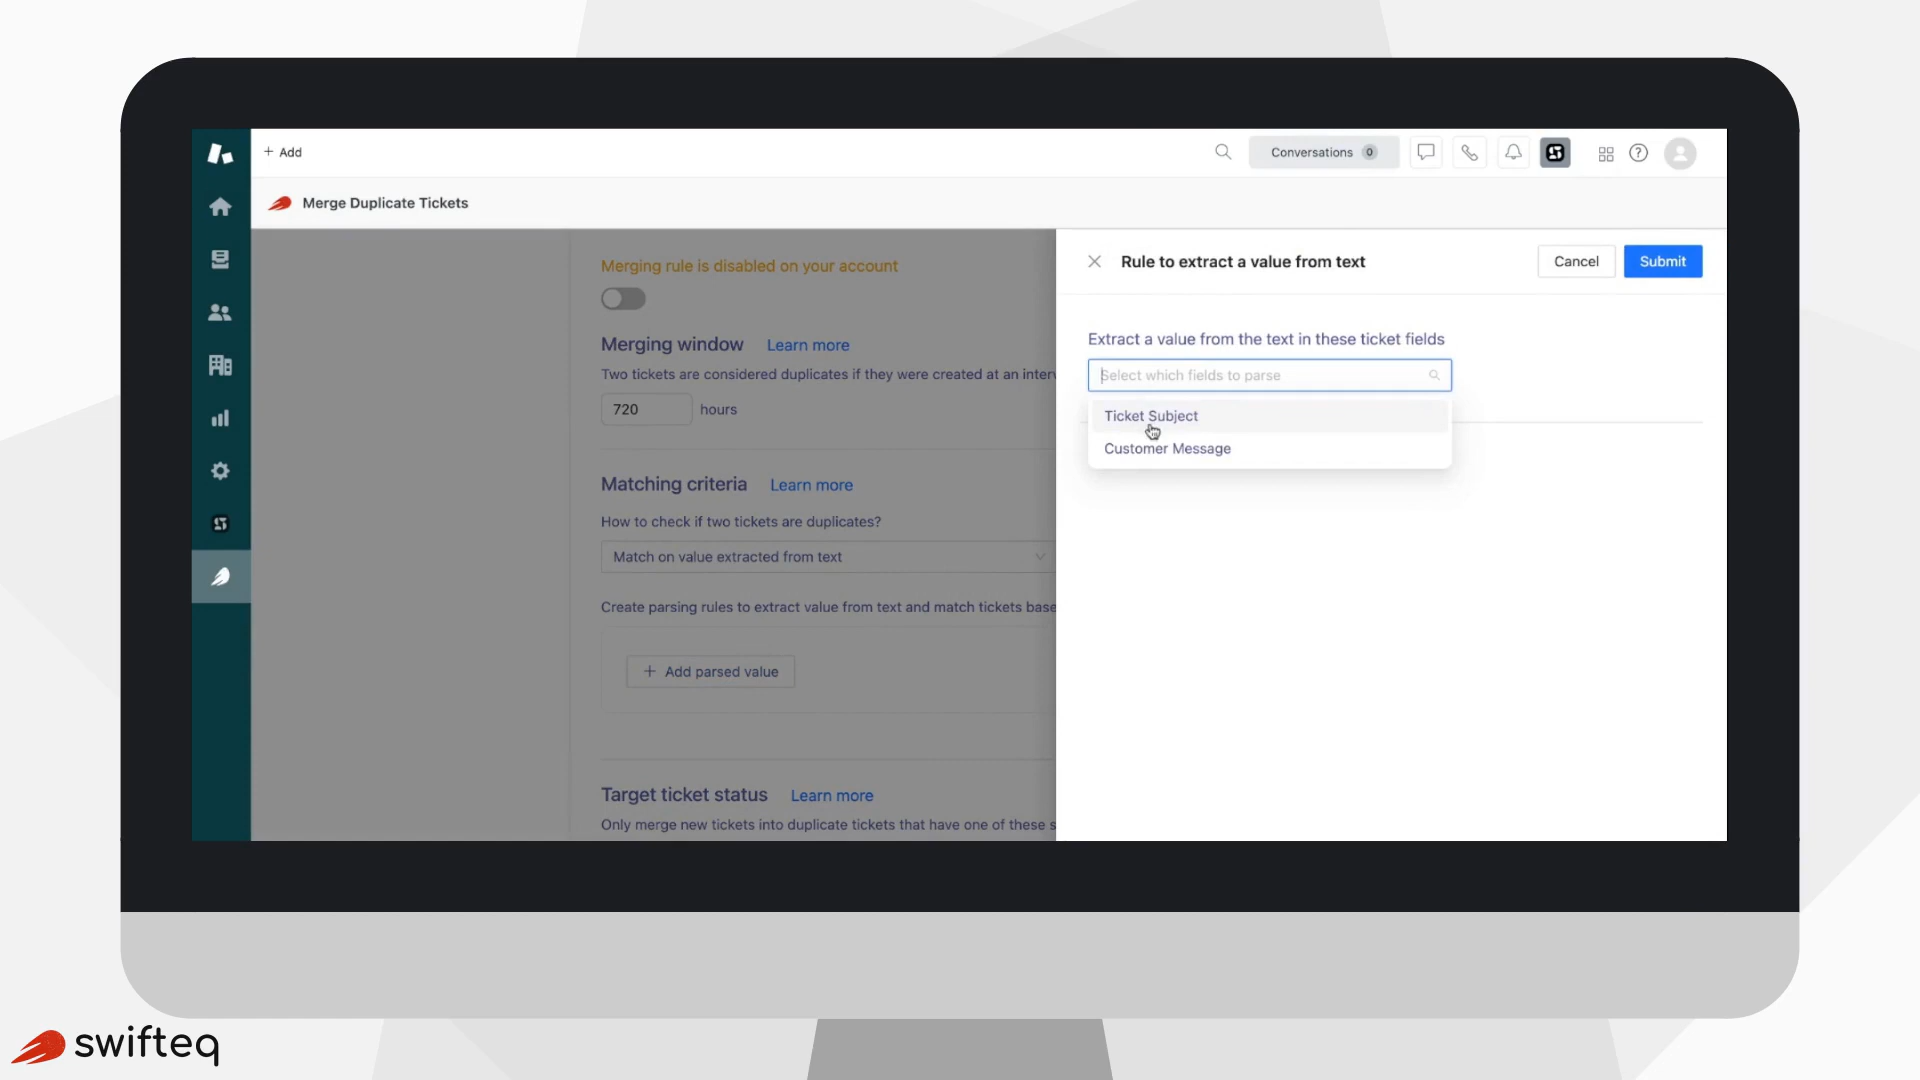 + Add
Conversations 0
Merge Duplicate Tickets
Merging rule is disabled on your account
Merging window Learn more
Two tickets are considered duplicates if they were created at an interv
720 hours
Matching criteria Learn more
How to check if two tickets are duplicates?
Match on value extracted from text
Create parsing rules to extract value from text and match tickets base
+ Add parsed value
Target ticket status Learn more
Only merge new tickets into duplicate tickets that have one of these s
Rule to extract a value from text
Cancel
Submit
Extract a value from the text in these ticket fields
Select which fields to parse
Ticket Subject
Customer Message
swifteq